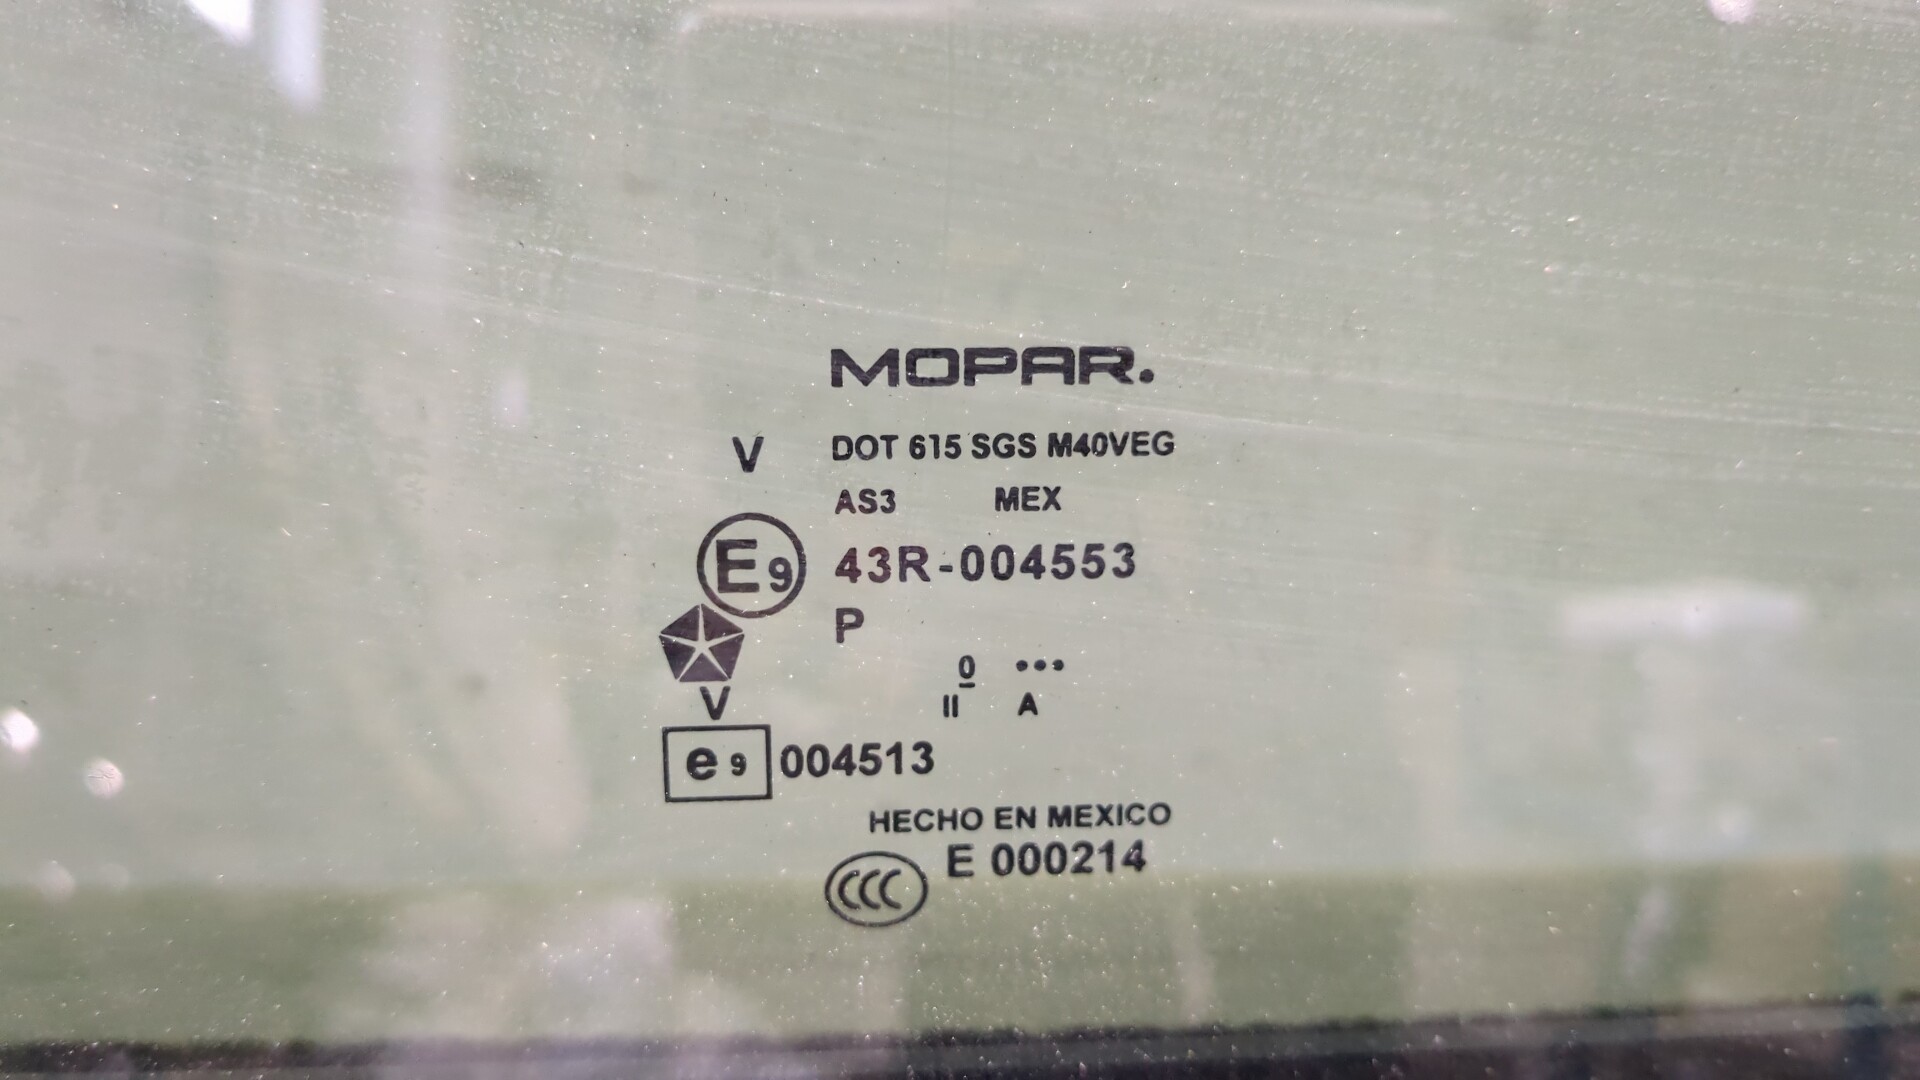 MOPAR.
V DOT 615 SGS M40VEG
AS3 MEX
E9 43R-004553
P
0 •••
V II A
e9 004513
HECHO EN MEXICO
CCC E 000214